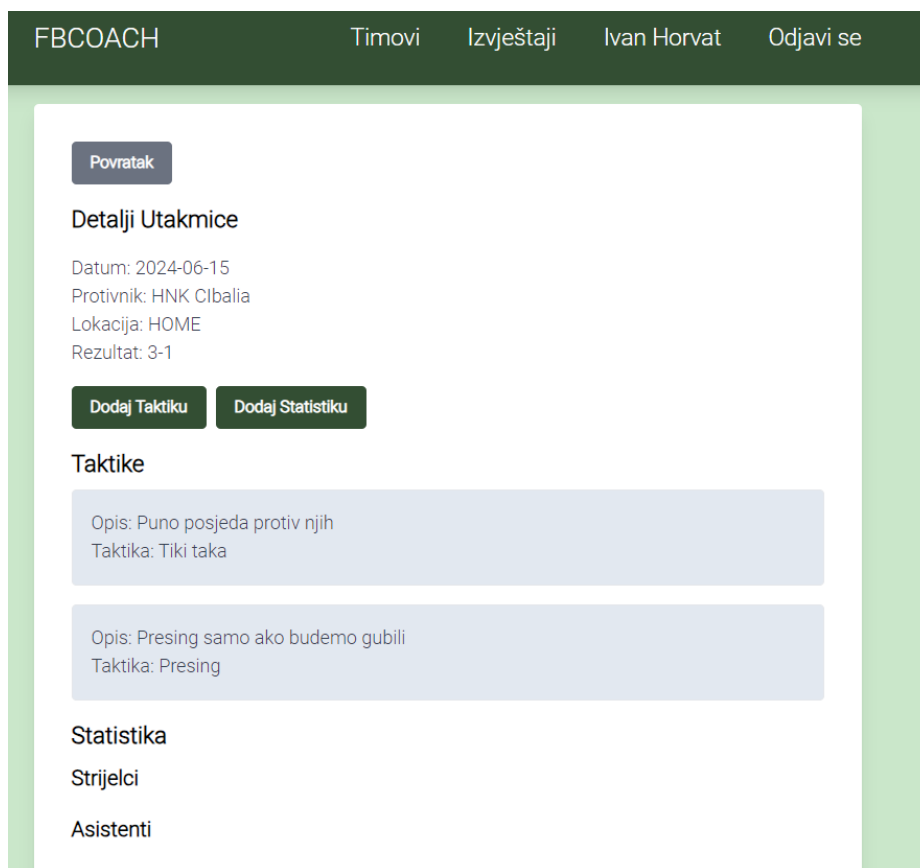 FBCOACH Timovi Izvještaji Ivan Horvat Odjavi se
Povratak
Detalji Utakmice
Datum: 2024-06-15
Protivnik: HNK CIbalia
Lokacija: HOME
Rezultat: 3-1
Dodaj Taktiku Dodaj Statistiku
Taktike
Opis: Puno posjeda protiv njih
Taktika: Tiki taka
Opis: Presing samo ako budemo gubili
Taktika: Presing
Statistika
Strijelci
Asistenti